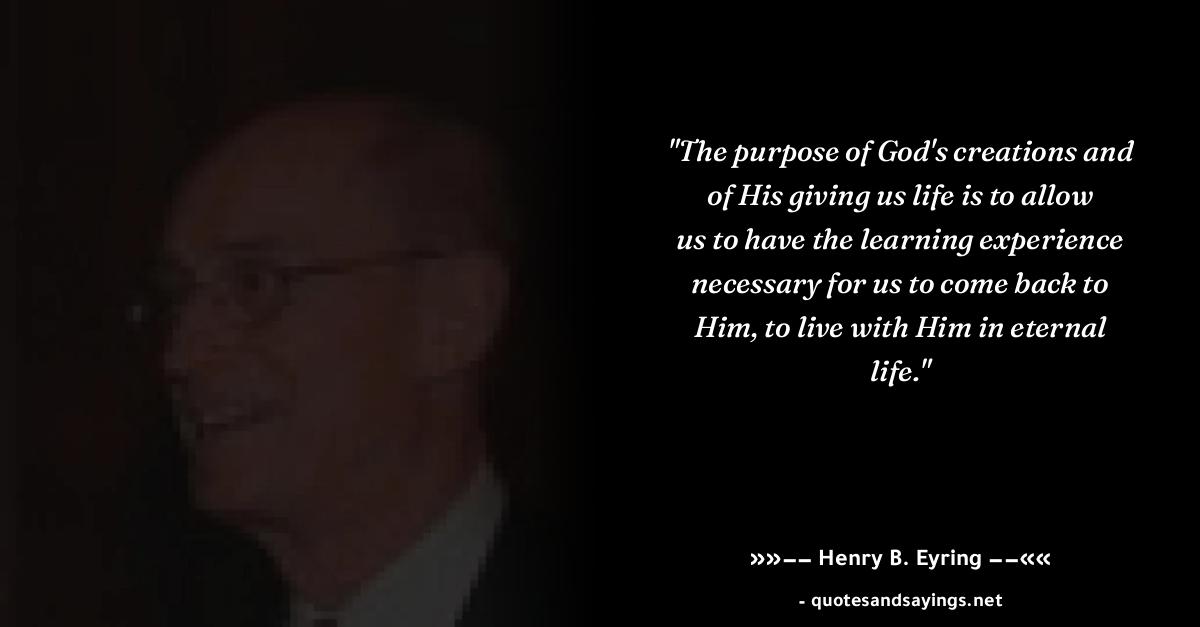 "The purpose of God's creations and
of His giving us life is to allow
us to have the learning experience
necessary for us to come back to
Him, to live with Him in eternal
life."
»»−− Henry B. Eyring −−««
- quotesandsayings.net